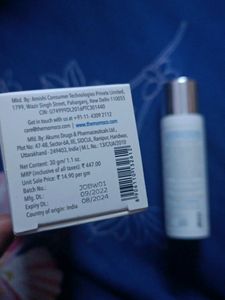 Mktd. By: Amishi Consumer Technologies Private Limited,
1799, Wazir Singh Street, Paharganj, New Delhi 110055
CIN: U74999DL2016PTC301440
Get in touch with us at +91-11-4309 2112
care@themomsco.com www.themomsco.com
Mfd. By: Akums Drugs & Pharmaceuticals Ltd.,
Plot No. 47-48, Sector-6A, IIE, SIDCUL, Ranipur, Haridwar,
Uttarakhand - 249403, India | M.L. No.: 13/C/UA/2010
Net Content: 30 gm/ 1.1 oz.
MRP (inclusive of all taxes): ₹ 447.00
Unit Sale Price: ₹ 14.90 per gm
Batch No.: JOBW01
Mfg. Dt.: 09/2022
Expiry Dt.: 08/2024
Country of origin: India